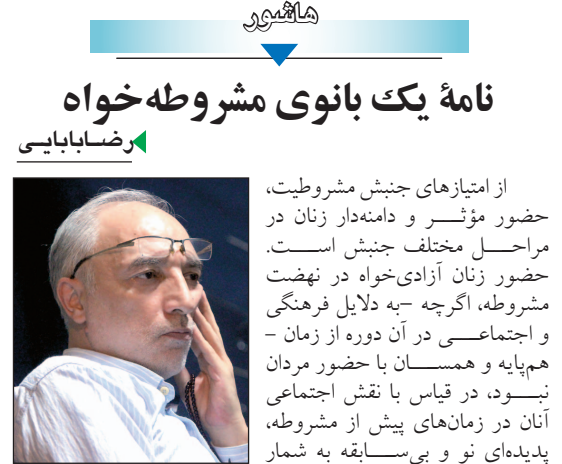 هاشور
نامهٔ یک بانوی مشروطه‌خواه
رضـابابایـی
از امتیازهای جنبش مشروطیت،
حضور مؤثـــر و دامنه‌دار زنان در
مراحـــل مختلف جنبش اســـت.
حضور زنان آزادی‌خواه در نهضت
مشروطه، اگرچه –به دلایل فرهنگی
و اجتماعـــی در آن دوره از زمان –
هم‌پایه و همســـان با حضور مردان
نبـــود، در قیاس با نقش اجتماعی
آنان در زمان‌های پیش از مشروطه،
پدیده‌ای نو و بی‌ســـابقه به شمار